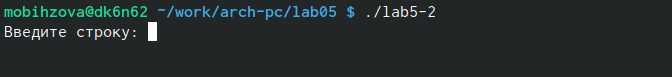 mobihzova@dk6n62 ~/work/arch-pc/lab05 $ ./lab5-2
Введите строку: